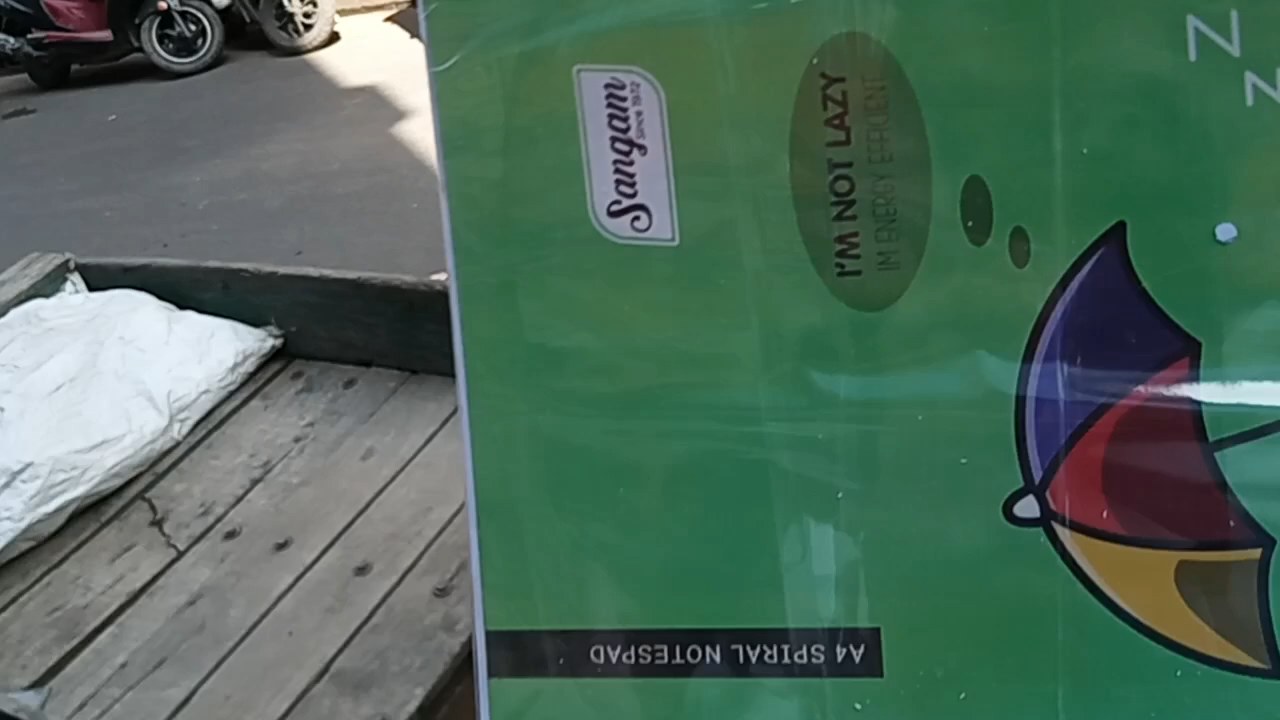 Sangam
Since 1972
I'M NOT LAZY
IM ENERGY EFFICIENT
Z
Z
A4 SPIRAL NOTESPAD